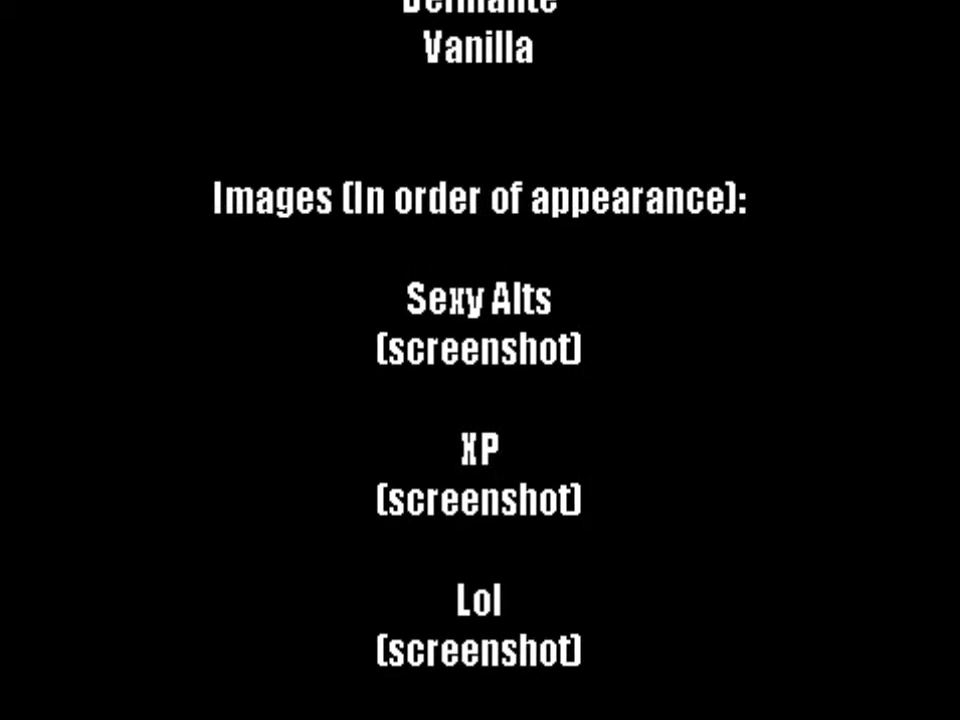 Vanilla
Images (In order of appearance):
Sexy Alts
(screenshot)
XP
(screenshot)
Lol
(screenshot)